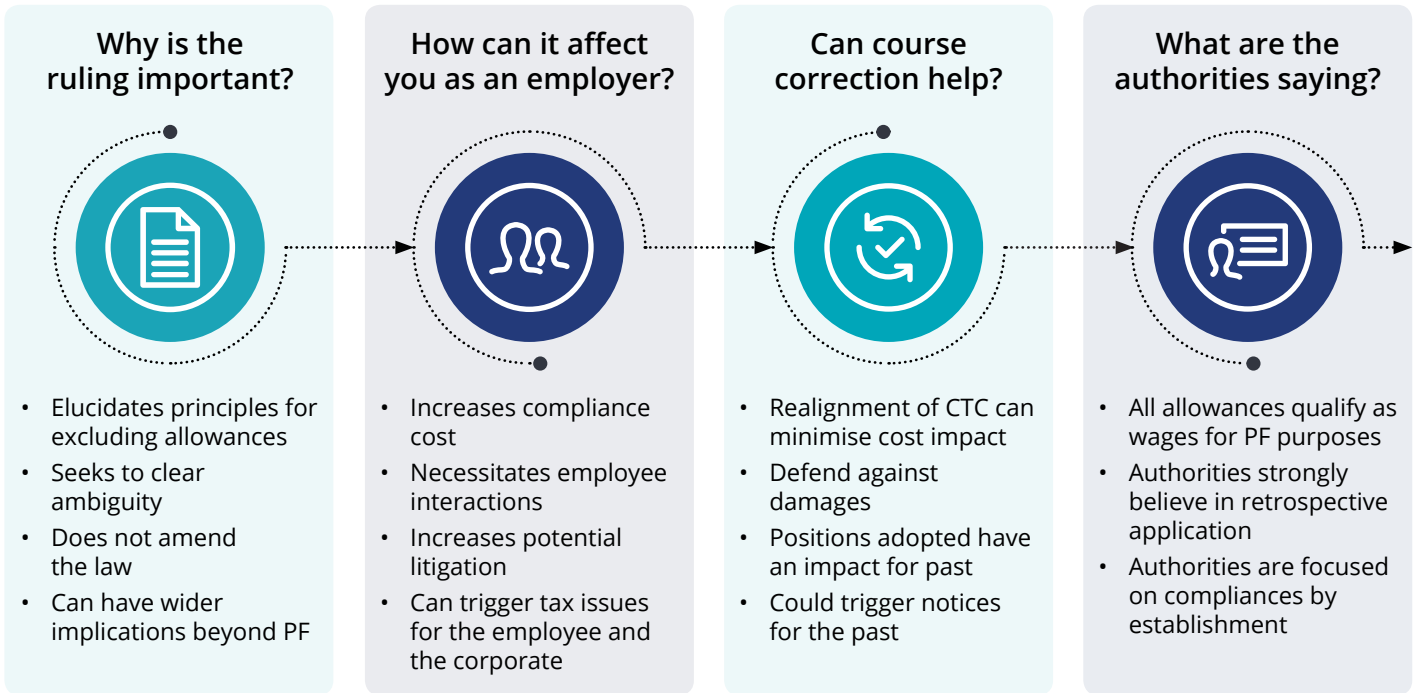 Why is the
ruling important?
• Elucidates principles for
excluding allowances
• Seeks to clear
ambiguity
• Does not amend
the law
• Can have wider
implications beyond PF
How can it affect
you as an employer?
• Increases compliance
cost
• Necessitates employee
interactions
• Increases potential
litigation
• Can trigger tax issues
for the employee and
the corporate
Can course
correction help?
• Realignment of CTC can
minimise cost impact
• Defend against
damages
• Positions adopted have
an impact for past
• Could trigger notices
for the past
What are the
authorities saying?
• All allowances qualify as
wages for PF purposes
• Authorities strongly
believe in retrospective
application
• Authorities are focused
on compliances by
establishment